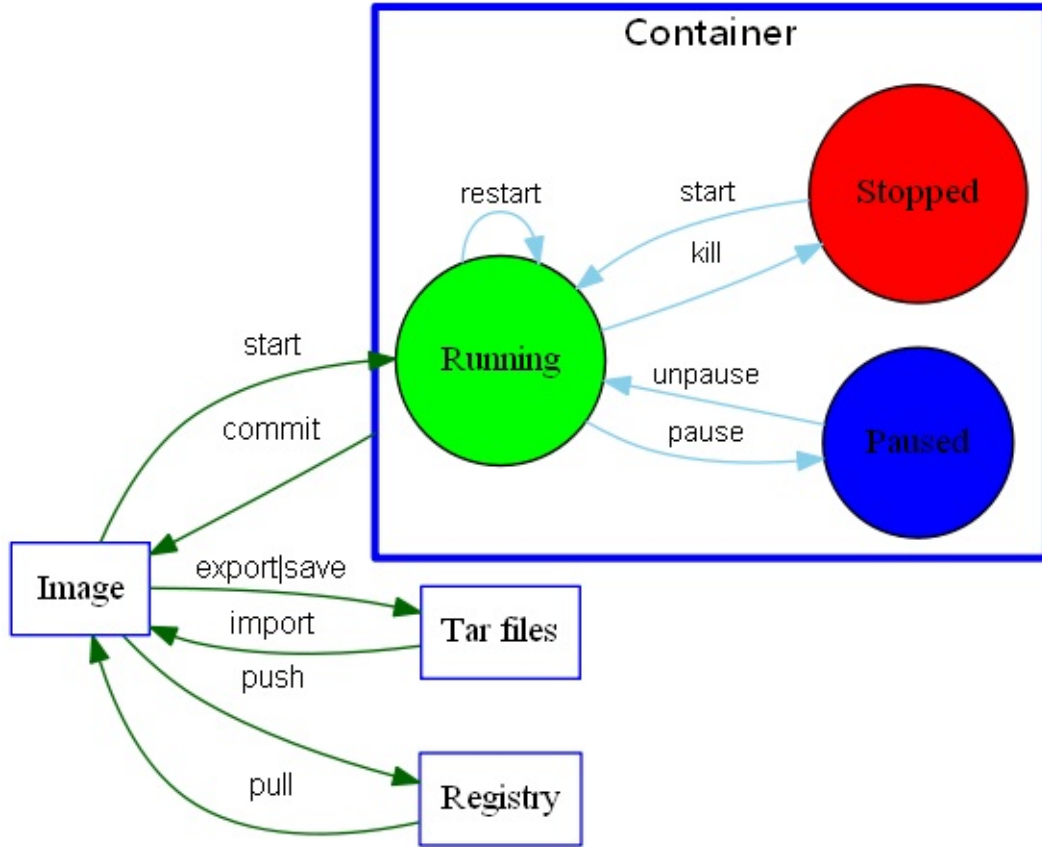 Container
restart
start
Stopped
kill
Running
start
unpause
commit
pause
Paused
Image
export|save
import
Tar files
push
pull
Registry